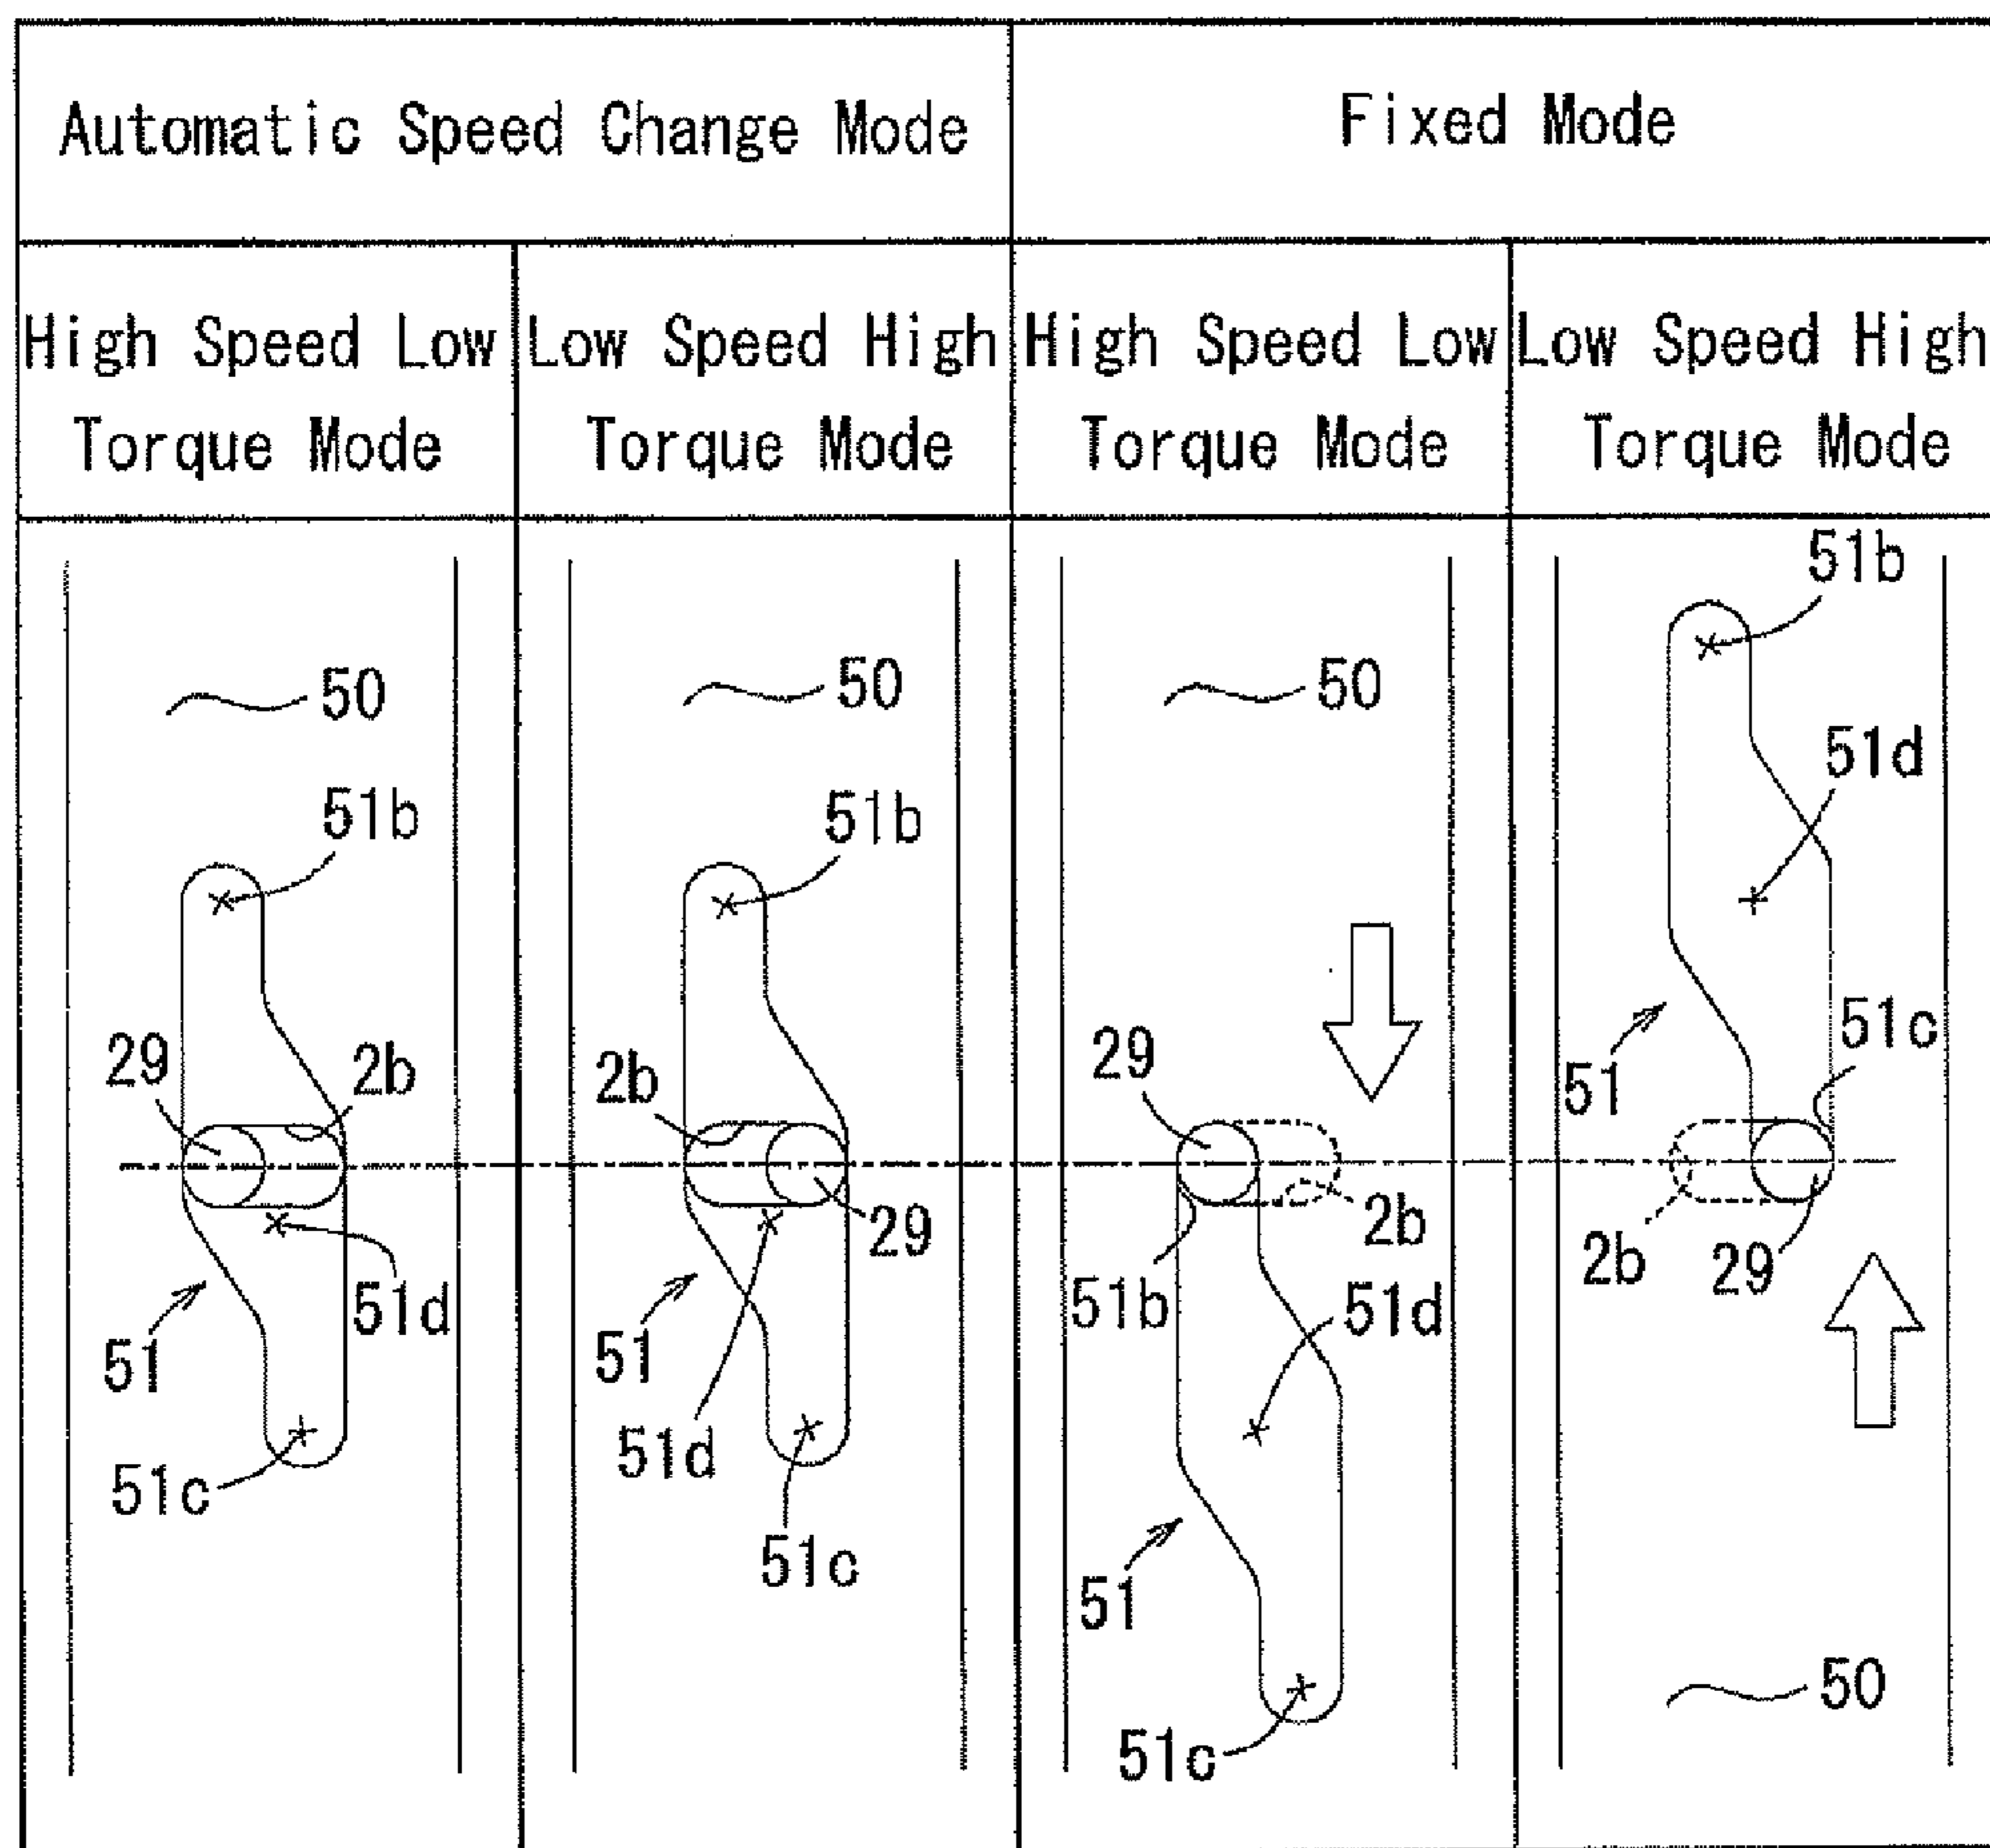 Automatic Speed Change Mode
Fixed Mode
High Speed Low
Torque Mode
Low Speed High
Torque Mode
High Speed Low
Torque Mode
Low Speed High
Torque Mode
50
51b
29
2b
51d
51
51c
50
51b
2b
29
51
51d
51c
50
29
2b
51b
51d
51
51c
51b
51d
51c
51
2b
29
50